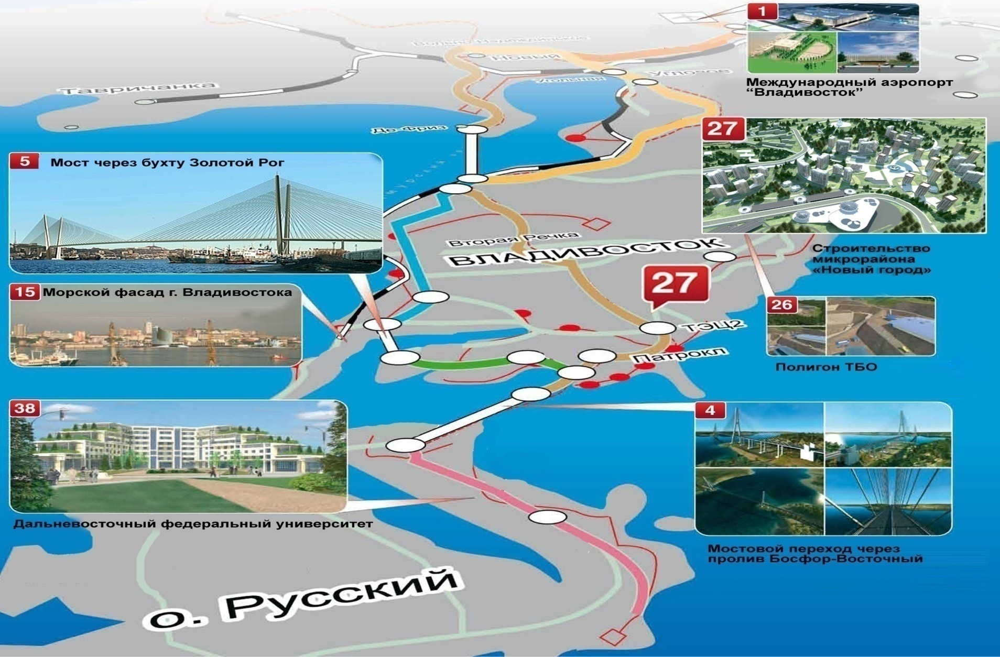 1
Международный аэропорт
“Владивосток”
Новый
Угловое
Угольная
Тавричанка
Де-Фриз
27
5
Мост через бухту Золотой Рог
Вторая Речка
ВЛАДИВОСТОК
Строительство
микрорайона
«Новый город»
27
15
Морской фасад г. Владивостока
26
ТЭЦ2
Патрокл
Полигон ТБО
38
4
Дальневосточный федеральный университет
Мостовой переход через
пролив Босфор-Восточный
о. Русский